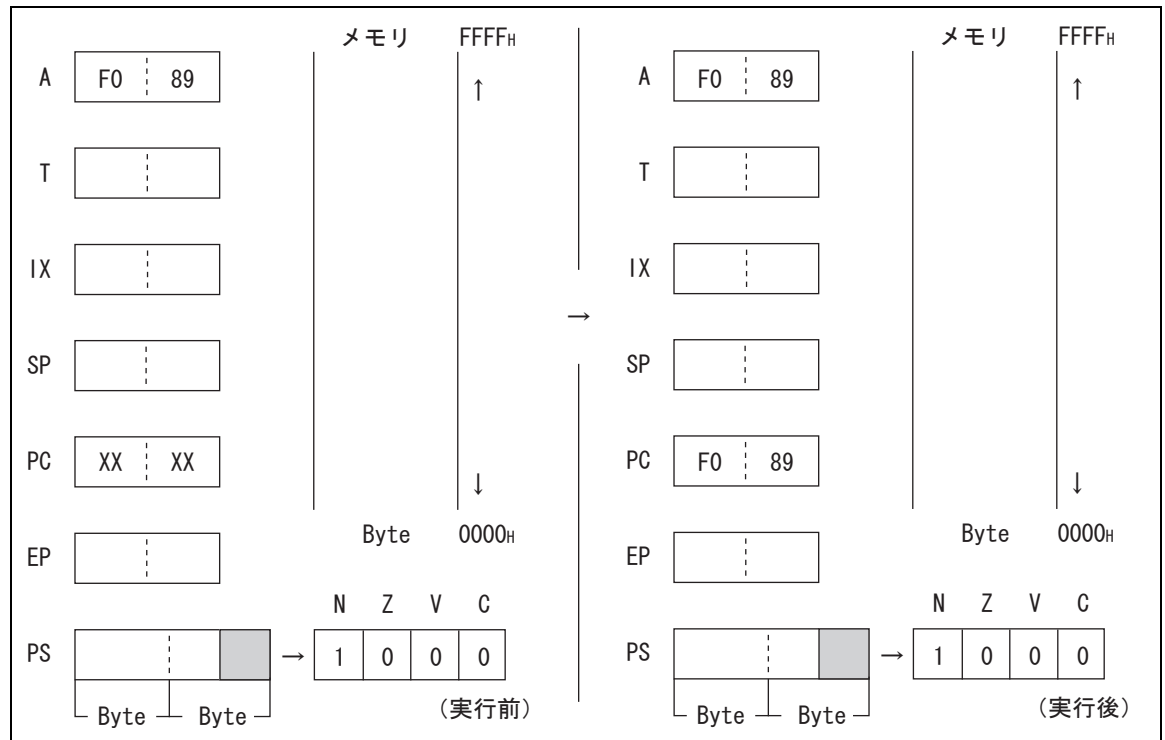 メモリ FFFFH
A F0 89 ↑
T
IX
SP
PC XX XX
↓
Byte 0000H
EP
N Z V C
PS → 1 0 0 0
Byte Byte (実行前)
→
メモリ FFFFH
A F0 89 ↑
T
IX
SP
PC F0 89
↓
Byte 0000H
EP
N Z V C
PS → 1 0 0 0
Byte Byte (実行後)